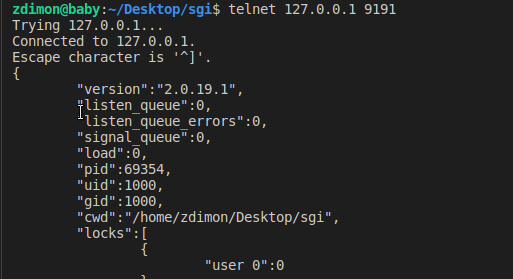 zdimon@baby:~/Desktop/sgi$ telnet 127.0.0.1 9191
Trying 127.0.0.1...
Connected to 127.0.0.1.
Escape character is '^]'.
{
        "version":"2.0.19.1",
        "listen_queue":0,
        "listen_queue_errors":0,
        "signal_queue":0,
        "load":0,
        "pid":69354,
        "uid":1000,
        "gid":1000,
        "cwd":"/home/zdimon/Desktop/sgi",
        "locks":[
                {
                        "user 0":0
                }